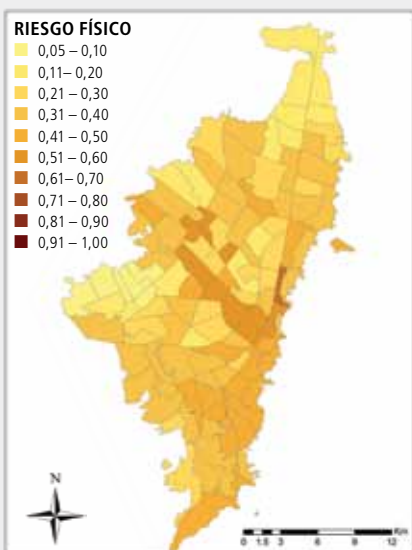 RIESGO FÍSICO
0,05 – 0,10
0,11– 0,20
0,21 – 0,30
0,31 – 0,40
0,41 – 0,50
0,51 – 0,60
0,61– 0,70
0,71 – 0,80
0,81 – 0,90
0,91 – 1,00
N
Km
0 1.5 3 6 9 12